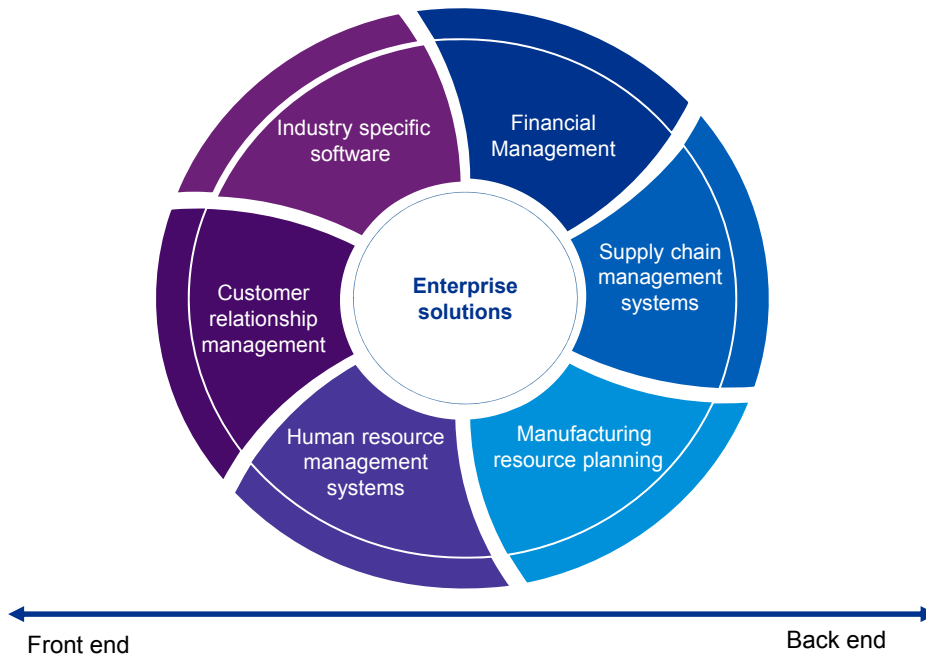 Industry specific
software
Financial
Management
Supply chain
management
systems
Manufacturing
resource planning
Human resource
management
systems
Customer
relationship
management
Enterprise
solutions
Front end
Back end